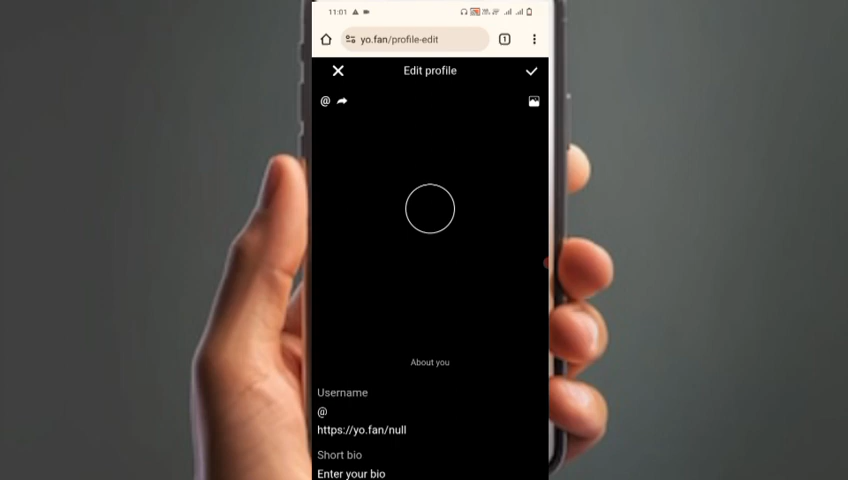 11:01
yo.fan/profile-edit
1
Edit profile
@
About you
Username
@
https://yo.fan/null
Short bio
Enter your bio